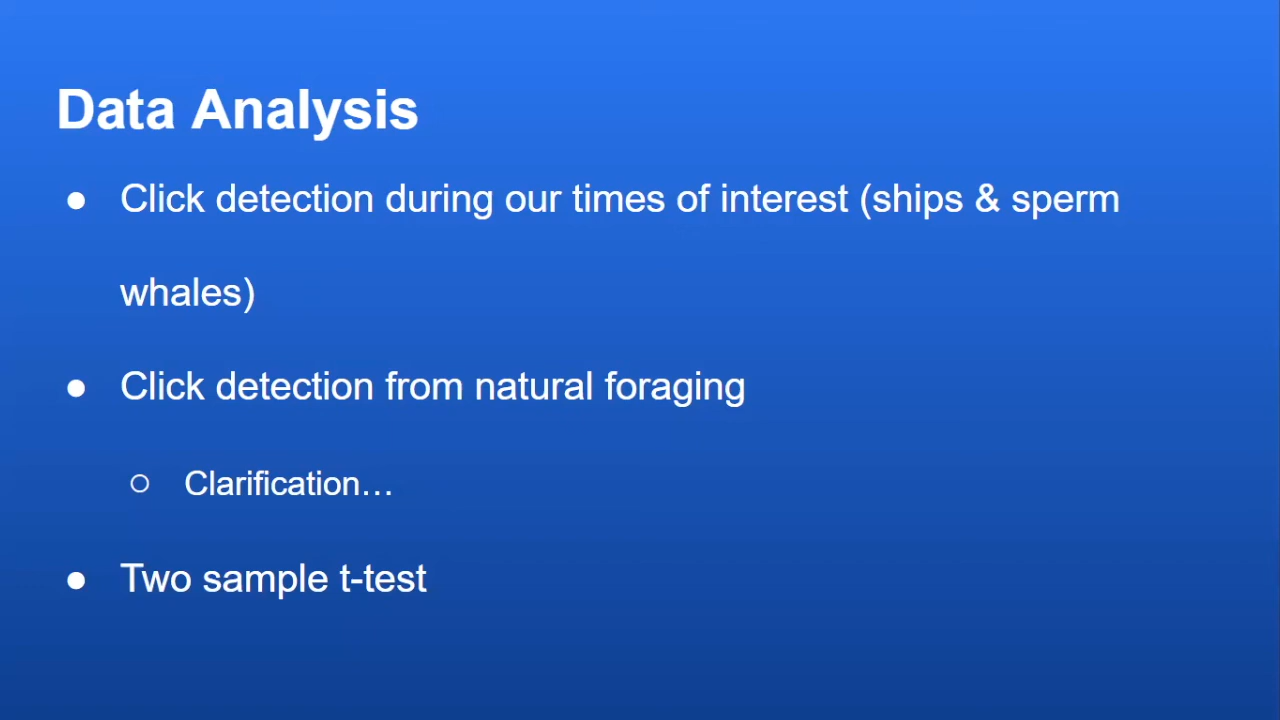 Data Analysis
● Click detection during our times of interest (ships & sperm
whales)
● Click detection from natural foraging
○ Clarification…
● Two sample t-test